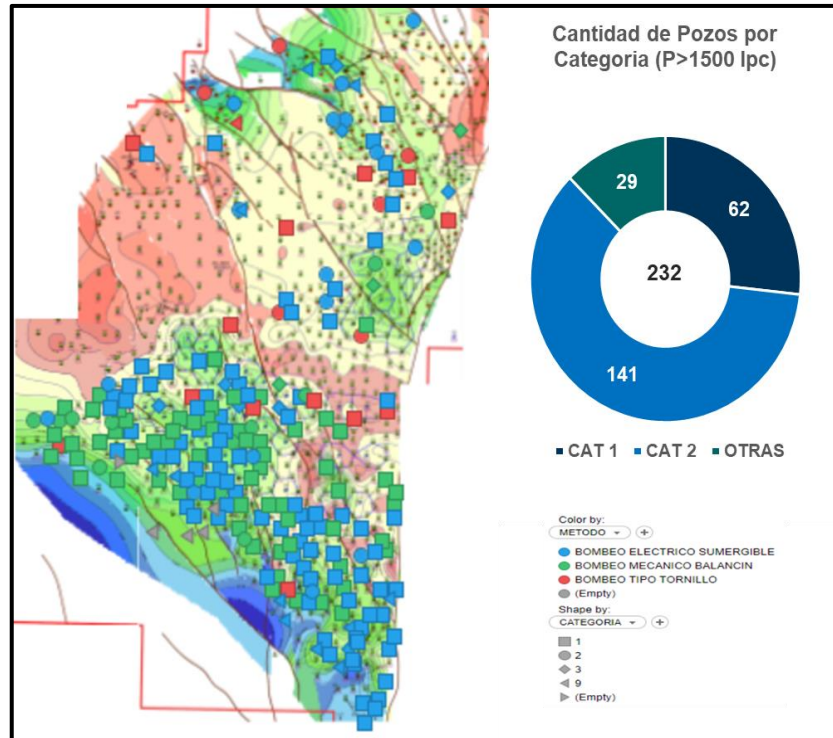 Cantidad de Pozos por
Categoria (P>1500 lpc)
29
62
232
141
CAT 1 CAT 2 OTRAS
Color by:
METODO
BOMBEO ELECTRICO SUMERGIBLE
BOMBEO MECANICO BALANCIN
BOMBEO TIPO TORNILLO
(Empty)
Shape by:
CATEGORIA
1
2
3
9
(Empty)